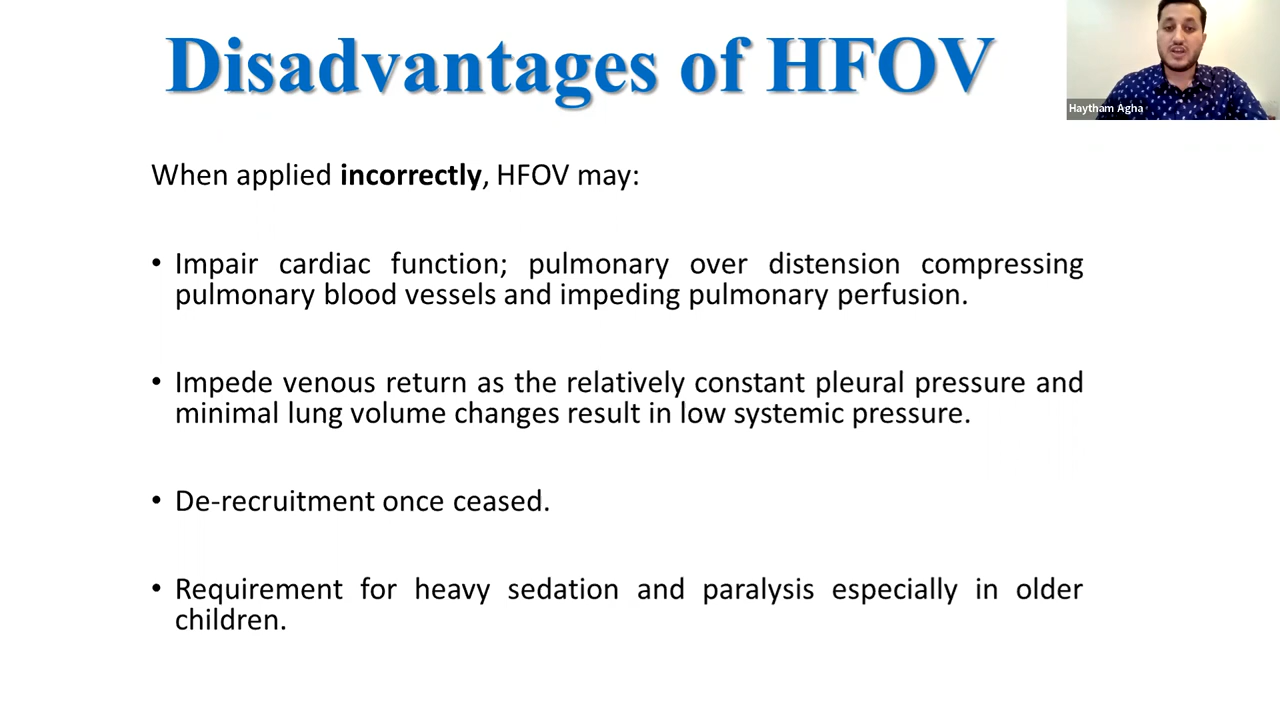 Disadvantages of HFOV
Haytham Agha
When applied incorrectly, HFOV may:
• Impair cardiac function; pulmonary over distension compressing
pulmonary blood vessels and impeding pulmonary perfusion.
• Impede venous return as the relatively constant pleural pressure and
minimal lung volume changes result in low systemic pressure.
• De-recruitment once ceased.
• Requirement for heavy sedation and paralysis especially in older
children.